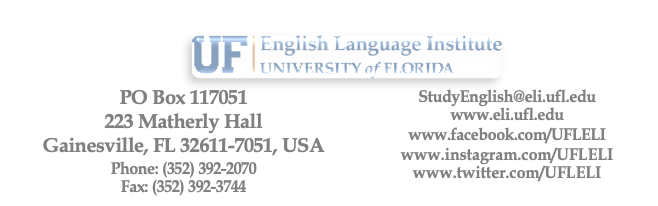 UF English Language Institute
UNIVERSITY of FLORIDA
PO Box 117051
223 Matherly Hall
Gainesville, FL 32611-7051, USA
Phone: (352) 392-2070
Fax: (352) 392-3744
StudyEnglish@eli.ufl.edu
www.eli.ufl.edu
www.facebook.com/UFLELI
www.instagram.com/UFLELI
www.twitter.com/UFLELI